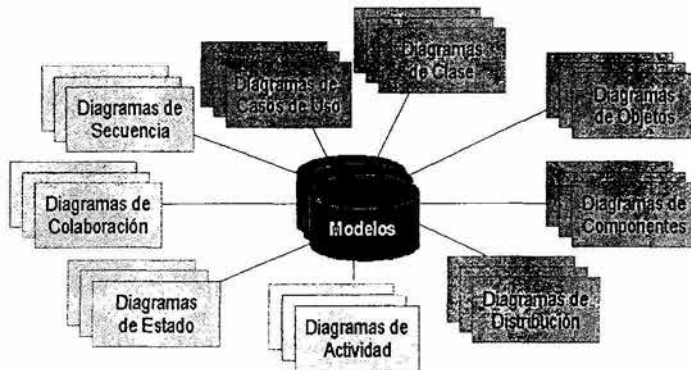 Diagramas de
Secuencia
Diagramas de
Casos de Uso
Diagramas
de Clase
Diagramas
de Objetos
Diagramas de
Colaboración
Modelos
Diagramas de
Componentes
Diagramas
de Estado
Diagramas de
Actividad
Diagramas de
Distribución